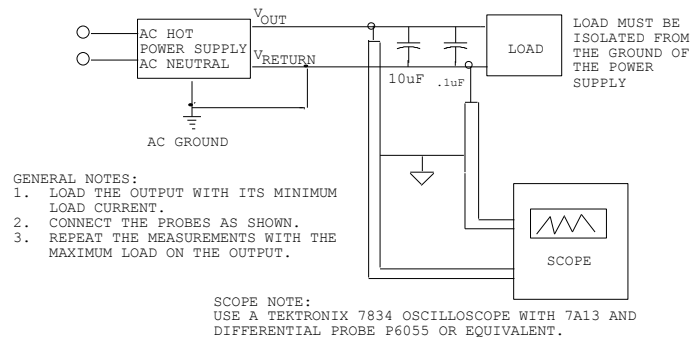 V OUT
AC HOT
POWER SUPPLY
AC NEUTRAL
V RETURN
10uF
.1uF
LOAD
LOAD MUST BE
ISOLATED FROM
THE GROUND OF
THE POWER
SUPPLY
AC GROUND
GENERAL NOTES:
1. LOAD THE OUTPUT WITH ITS MINIMUM
LOAD CURRENT.
2. CONNECT THE PROBES AS SHOWN.
3. REPEAT THE MEASUREMENTS WITH THE
MAXIMUM LOAD ON THE OUTPUT.
SCOPE
SCOPE NOTE:
USE A TEKTRONIX 7834 OSCILLOSCOPE WITH 7A13 AND
DIFFERENTIAL PROBE P6055 OR EQUIVALENT.